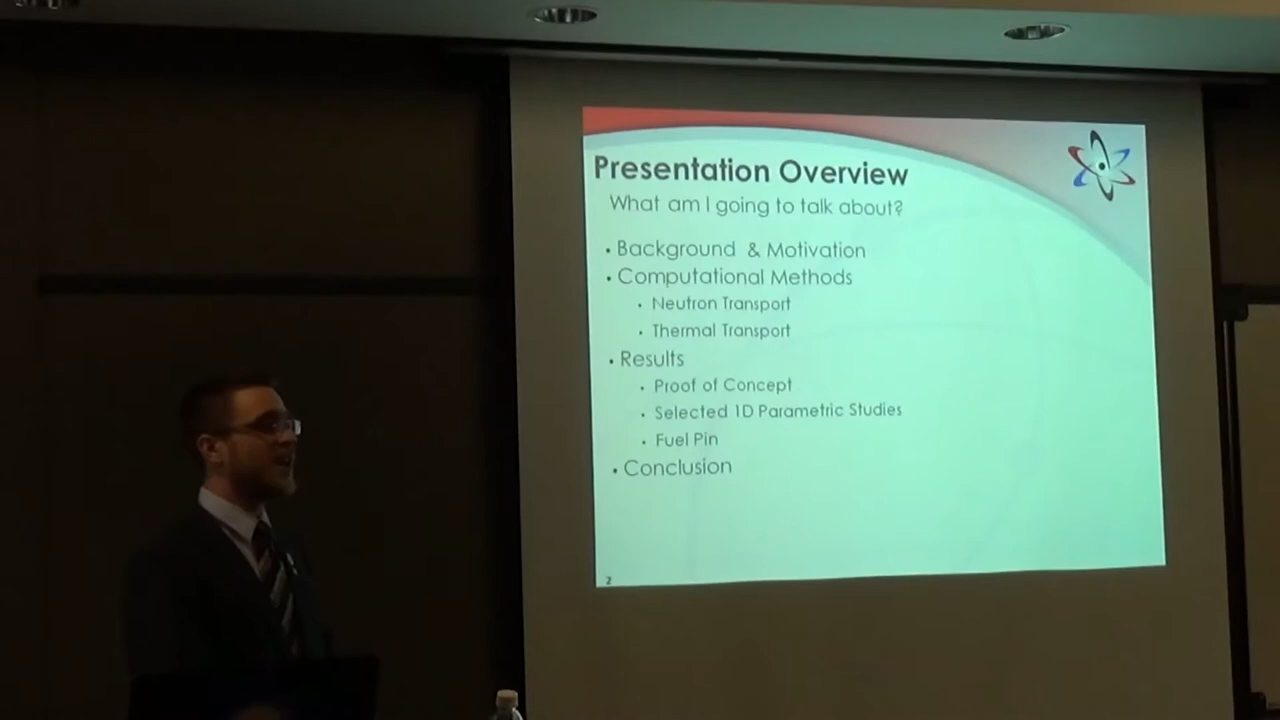 Presentation Overview
What am I going to talk about?
• Background & Motivation
• Computational Methods
• Neutron Transport
• Thermal Transport
• Results
• Proof of Concept
• Selected 1D Parametric Studies
• Fuel Pin
• Conclusion
2